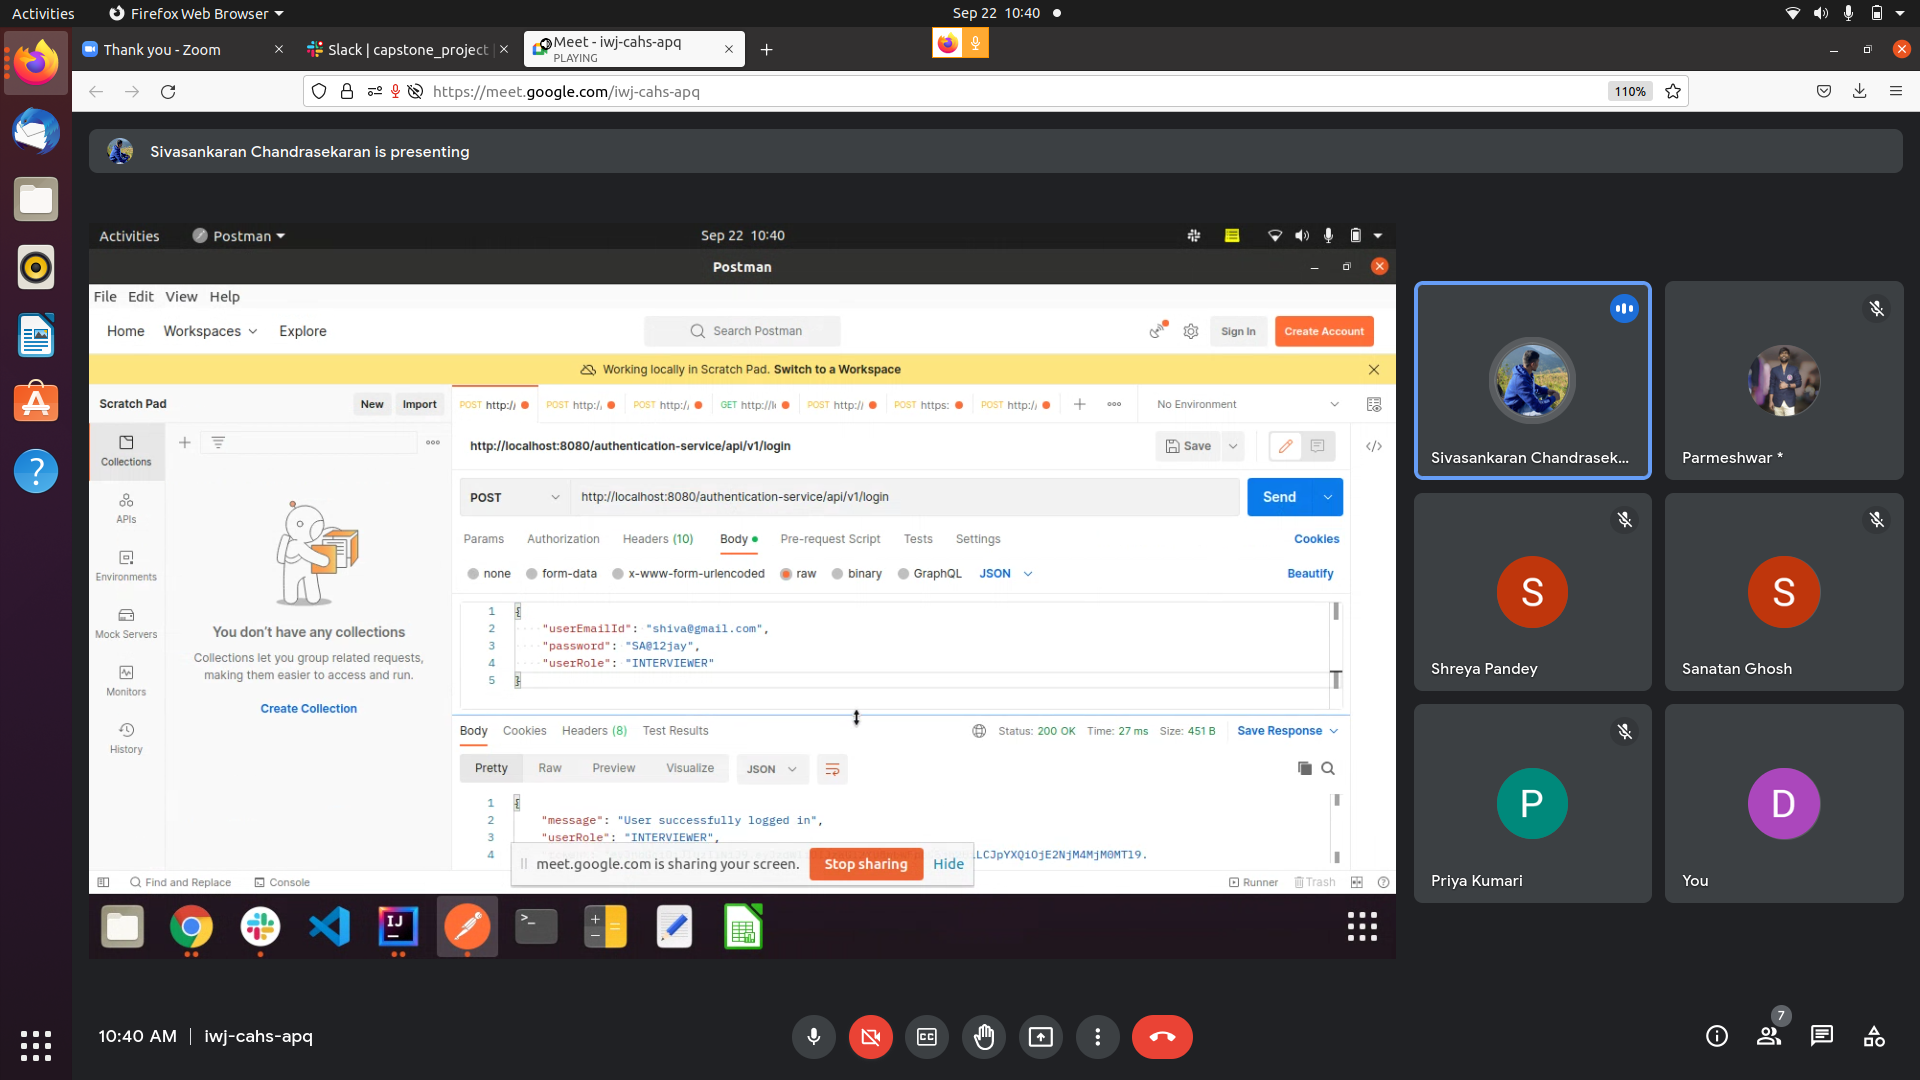 Activities
Firefox Web Browser
Sep 22 10:40
Thank you - Zoom
Slack | capstone_project
Meet - iwj-cahs-apq
PLAYING
https://meet.google.com/iwj-cahs-apq
110%
Sivasankaran Chandrasekaran is presenting
Activities
Postman
Sep 22 10:40
Postman
File Edit View Help
Home Workspaces Explore
Search Postman
Sign In
Create Account
Working locally in Scratch Pad. Switch to a Workspace
Scratch Pad
New
Import
POST http:/
POST http:/
POST http:/
GET http://l
POST http:/
POST https:
POST http:/
No Environment
Collections
APIs
Environments
Mock Servers
Monitors
History
You don't have any collections
Collections let you group related requests,
making them easier to access and run.
Create Collection
http://localhost:8080/authentication-service/api/v1/login
Save
POST
http://localhost:8080/authentication-service/api/v1/login
Send
Params Authorization Headers (10) Body Pre-request Script Tests Settings
Cookies
none form-data x-www-form-urlencoded raw binary GraphQL JSON
Beautify
1 {
2 "userEmailId": "shiva@gmail.com",
3 "password": "SA@12jay",
4 "userRole": "INTERVIEWER"
5 }
Body Cookies Headers (8) Test Results
Status: 200 OK Time: 27 ms Size: 451 B
Save Response
Pretty Raw Preview Visualize JSON
1 {
2 "message": "User successfully logged in",
3 "userRole": "INTERVIEWER",
4
meet.google.com is sharing your screen.
Stop sharing
Hide
Find and Replace
Console
Runner
Trash
Sivasankaran Chandrasek...
Parmeshwar *
S
Shreya Pandey
S
Sanatan Ghosh
P
Priya Kumari
D
You
10:40 AM | iwj-cahs-apq
7